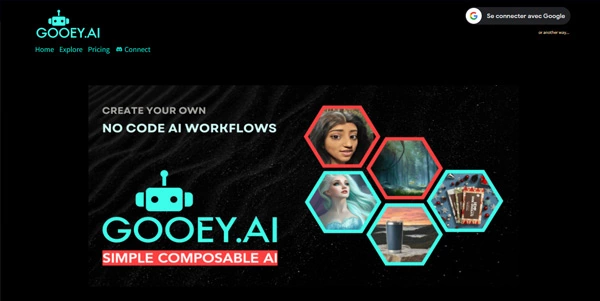 GOOEY.AI
Se connecter avec Google
or another way...
Home Explore Pricing Connect
CREATE YOUR OWN
NO CODE AI WORKFLOWS
GOOEY.AI
SIMPLE COMPOSABLE AI